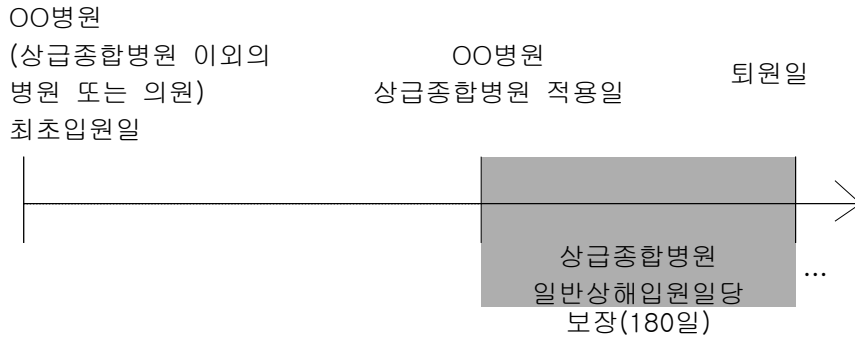 OO병원
(상급종합병원 이외의
병원 또는 의원)
최초입원일
OO병원
상급종합병원 적용일
퇴원일
상급종합병원
일반상해입원일당
보장(180일)
...